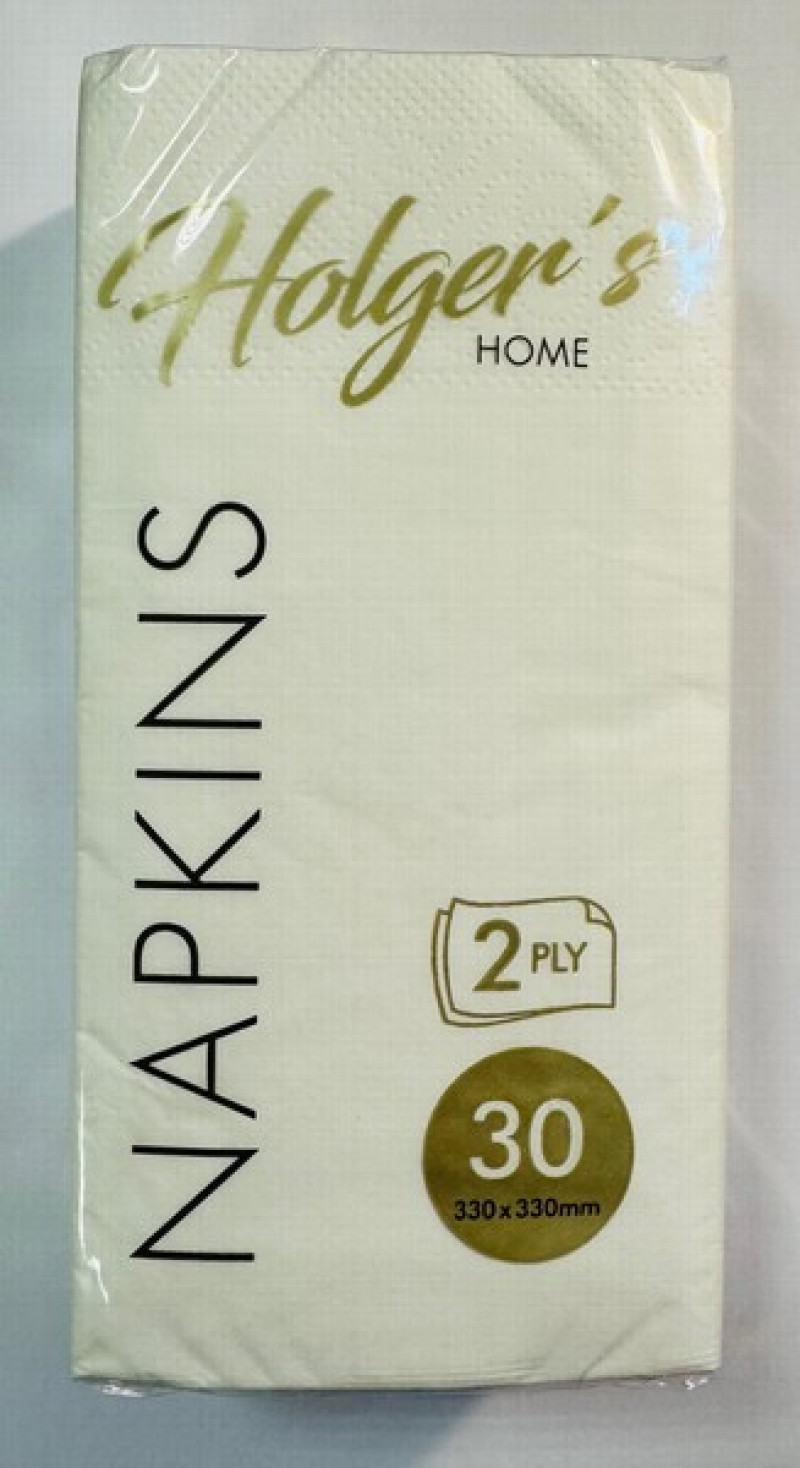 Holger's
HOME
NAPKINS
2 PLY
30
330x330mm